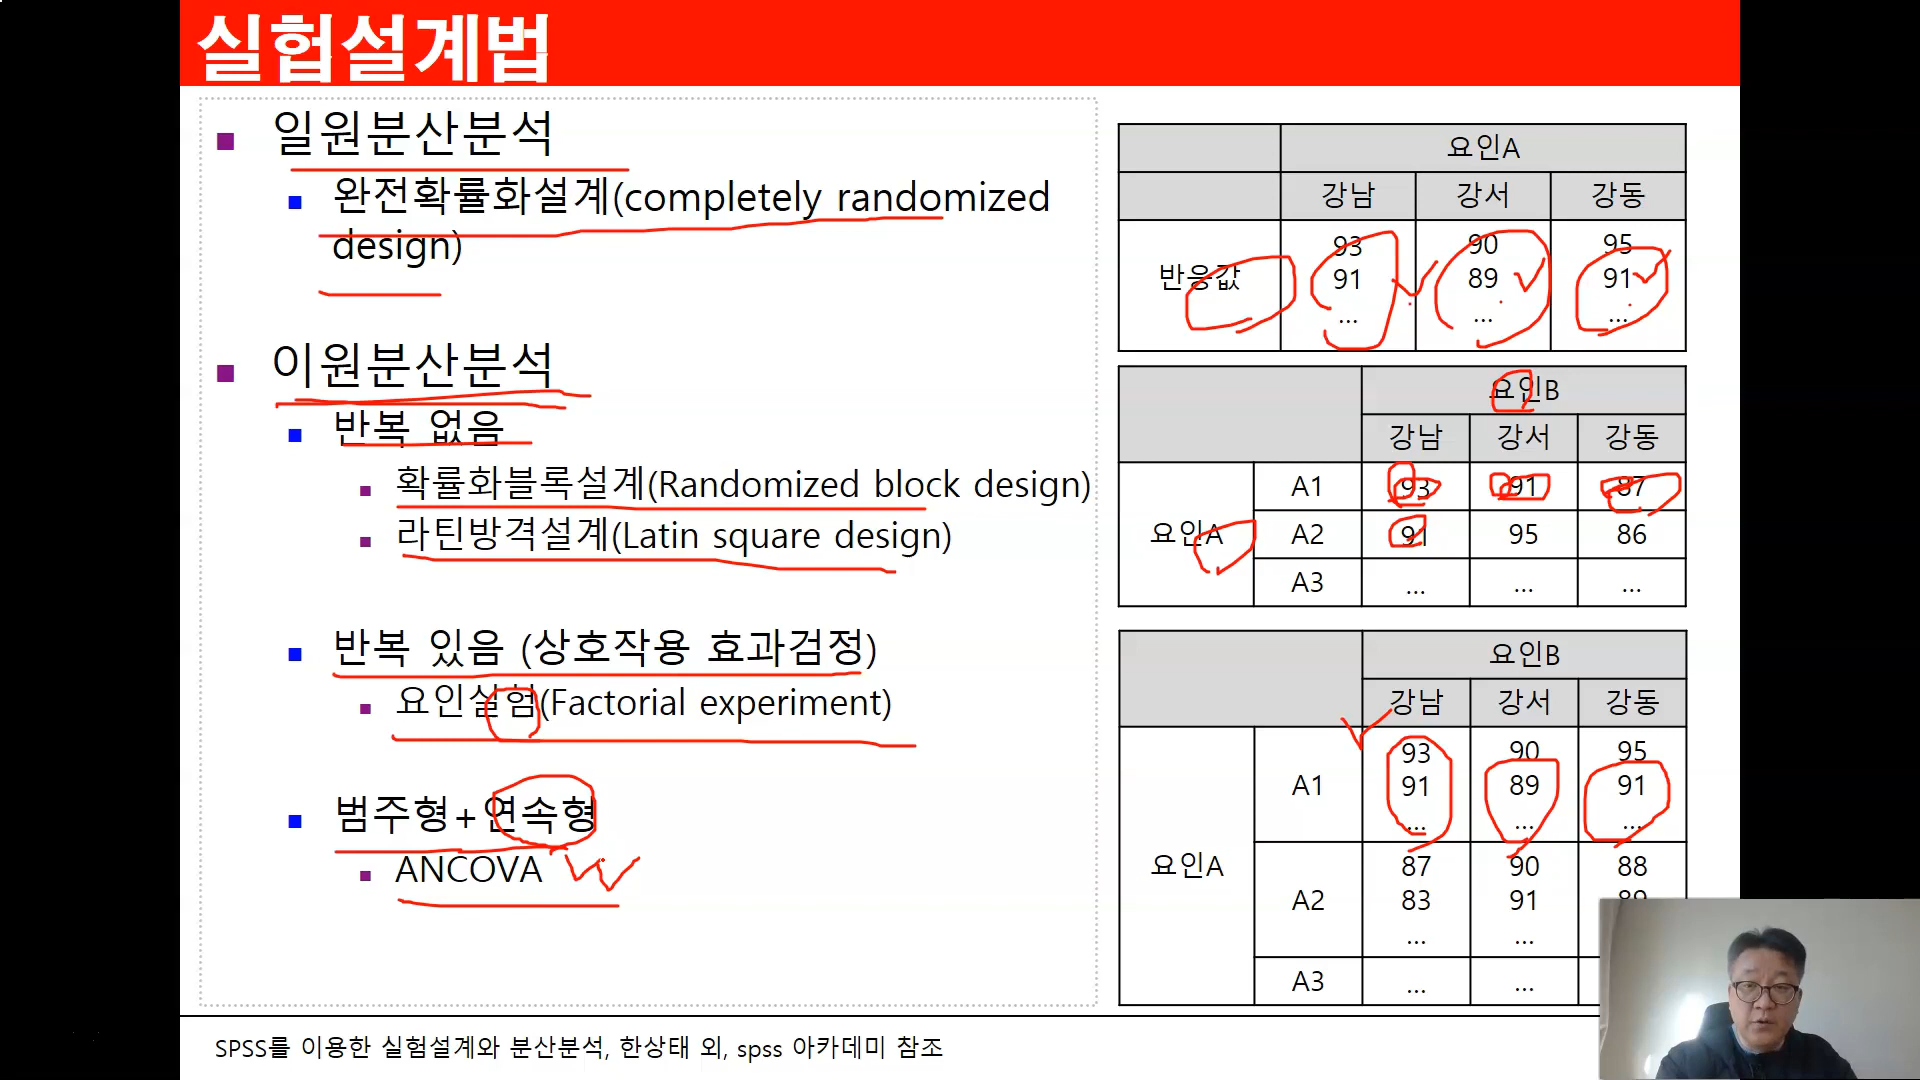 실험설계법
일원분산분석
완전확률화설계(completely randomized
design)
이원분산분석
반복 없음
확률화블록설계(Randomized block design)
라틴방격설계(Latin square design)
반복 있음 (상호작용 효과검정)
요인실험(Factorial experiment)
범주형+연속형
ANCOVA
요인A
강남 강서 강동
반응값
93 90 95
91 89 91
... ... ...
요인B
강남 강서 강동
요인A
A1 93 91 87
A2 91 95 86
A3 ... ... ...
요인B
강남 강서 강동
요인A
A1
93 90 95
91 89 91
... ... ...
A2
87 90 88
83 91 89
... ...
A3 ... ...
SPSS를 이용한 실험설계와 분산분석, 한상태 외, spss 아카데미 참조